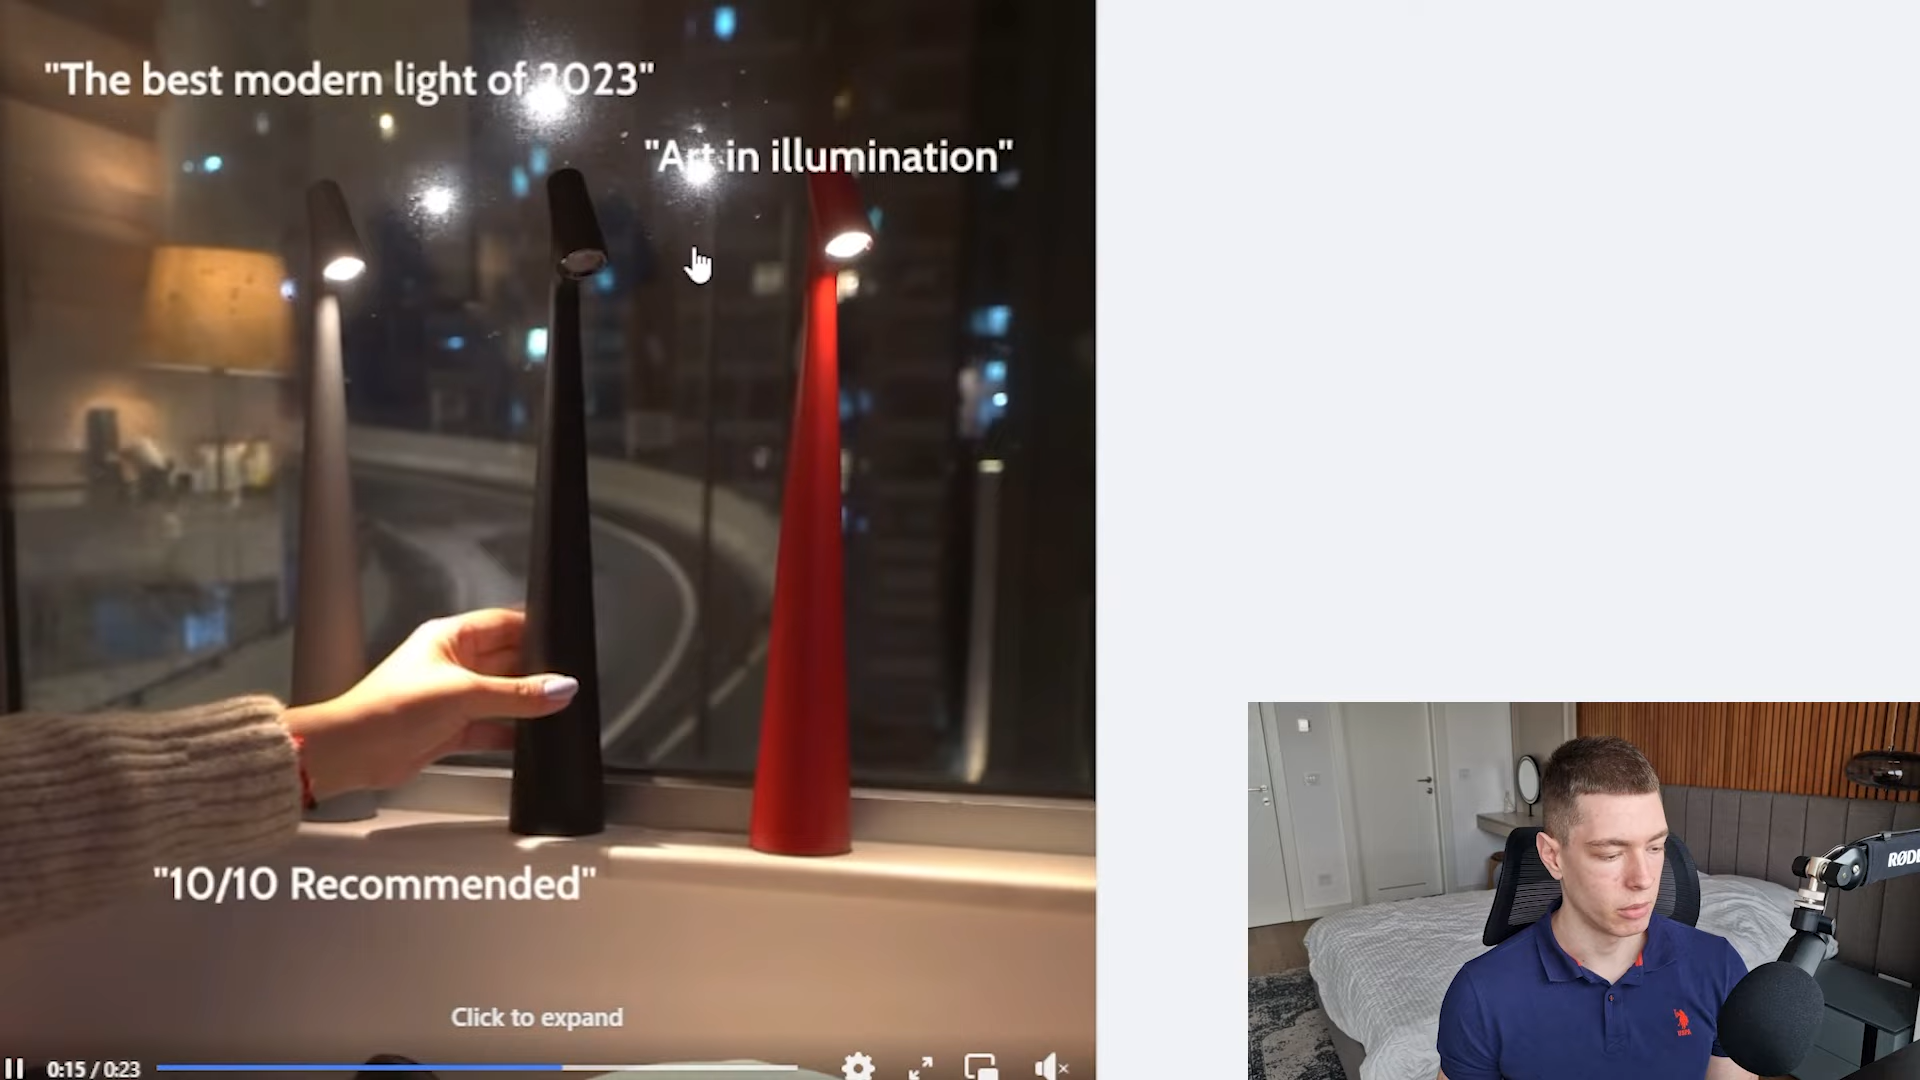 "The best modern light of 2023"
"Art in illumination"
"10/10 Recommended"
Click to expand
0:15 / 0:23
RØD